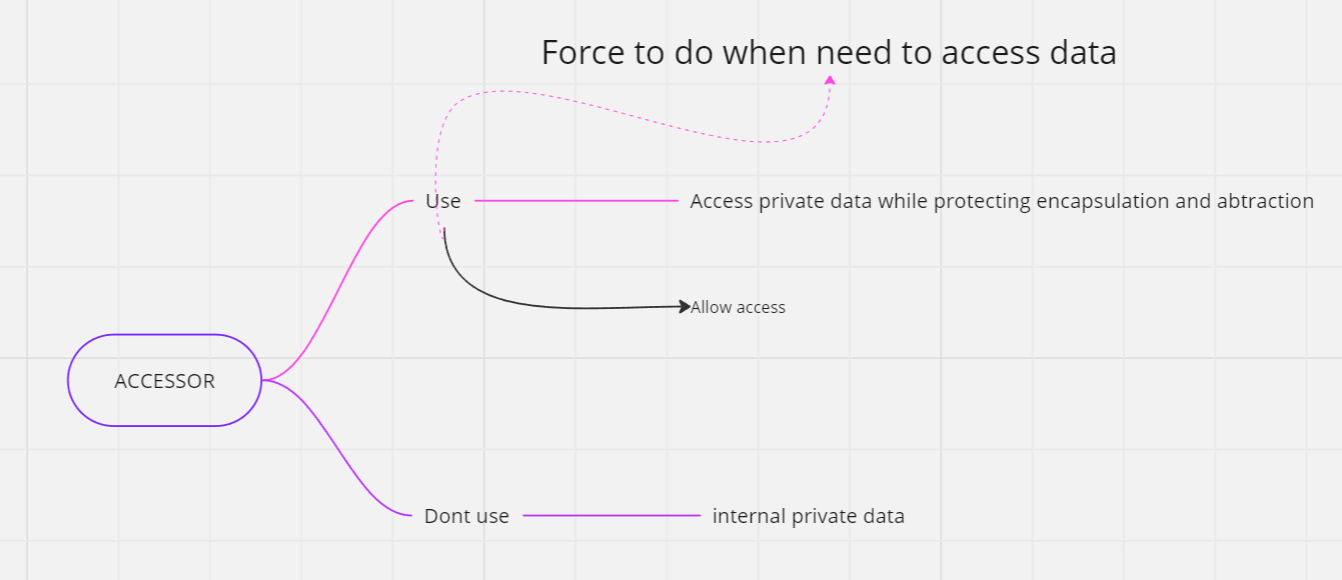 Force to do when need to access data
Use
Access private data while protecting encapsulation and abtraction
Allow access
ACCESSOR
Dont use
internal private data